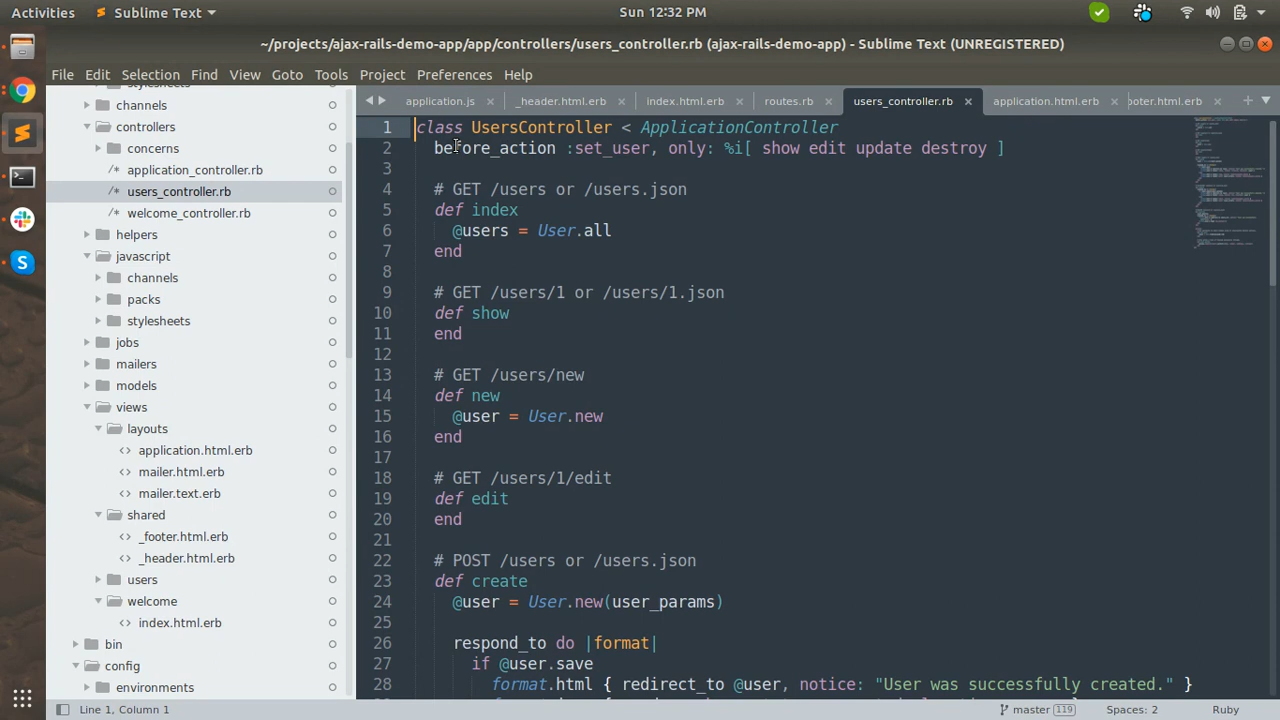 Activities
Sublime Text
Sun 12:32 PM
~/projects/ajax-rails-demo-app/app/controllers/users_controller.rb (ajax-rails-demo-app) - Sublime Text (UNREGISTERED)
File Edit Selection Find View Goto Tools Project Preferences Help
channels
controllers
concerns
/* application_controller.rb
/* users_controller.rb
/* welcome_controller.rb
helpers
javascript
channels
packs
stylesheets
jobs
mailers
models
views
layouts
<> application.html.erb
<> mailer.html.erb
<> mailer.text.erb
shared
<> _footer.html.erb
<> _header.html.erb
users
welcome
<> index.html.erb
bin
config
environments
application.js × _header.html.erb × index.html.erb × routes.rb × users_controller.rb × application.html.erb × ooter.html.erb × +
1 class UsersController < ApplicationController
2 before_action :set_user, only: %i[ show edit update destroy ]
3
4 # GET /users or /users.json
5 def index
6 @users = User.all
7 end
8
9 # GET /users/1 or /users/1.json
10 def show
11 end
12
13 # GET /users/new
14 def new
15 @user = User.new
16 end
17
18 # GET /users/1/edit
19 def edit
20 end
21
22 # POST /users or /users.json
23 def create
24 @user = User.new(user_params)
25
26 respond_to do |format|
27 if @user.save
28 format.html { redirect_to @user, notice: "User was successfully created." }
Line 1, Column 1
master 119
Spaces: 2
Ruby